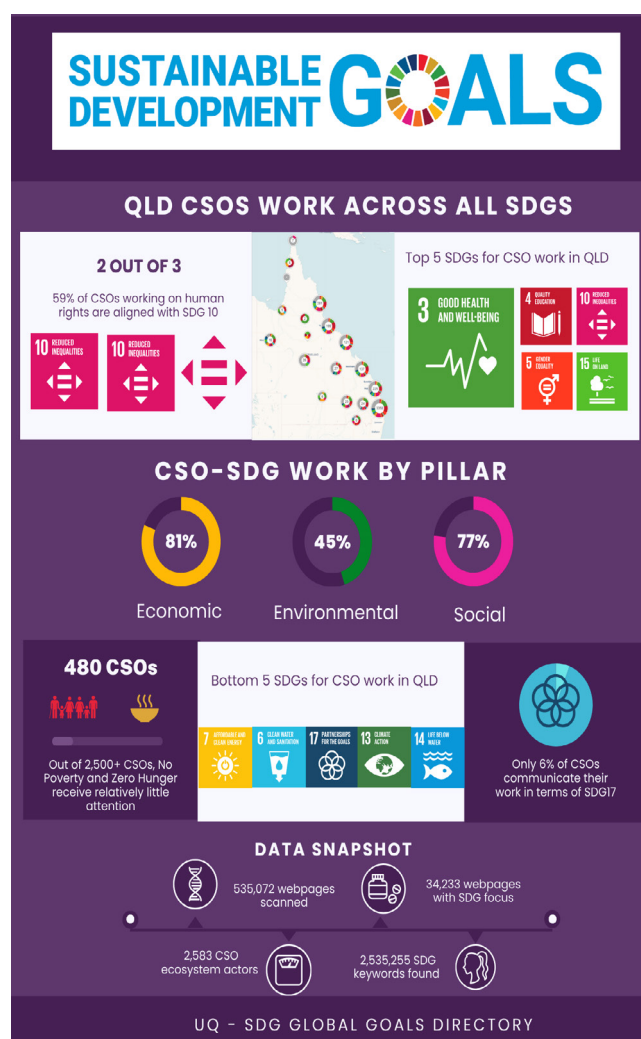 SUSTAINABLE
DEVELOPMENT
GOALS
QLD CSOS WORK ACROSS ALL SDGS
2 OUT OF 3
59% of CSOs working on human
rights are aligned with SDG 10
10 REDUCED
INEQUALITIES
10 REDUCED
INEQUALITIES
Top 5 SDGs for CSO work in QLD
3 GOOD HEALTH
AND WELL-BEING
4 QUALITY
EDUCATION
10 REDUCED
INEQUALITIES
5 GENDER
EQUALITY
15 LIFE
ON LAND
CSO-SDG WORK BY PILLAR
81%
45%
77%
Economic
Environmental
Social
480 CSOs
Out of 2,500+ CSOs, No
Poverty and Zero Hunger
receive relatively little
attention
Bottom 5 SDGs for CSO work in QLD
7 AFFORDABLE AND
CLEAN ENERGY
6 CLEAN WATER
AND SANITATION
17 PARTNERSHIPS
FOR THE GOALS
13 CLIMATE
ACTION
14 LIFE BELOW
WATER
Only 6% of CSOs
communicate their
work in terms of SDG17
DATA SNAPSHOT
535,072 webpages
scanned
34,233 webpages
with SDG focus
2,583 CSO
ecosystem actors
2,535,255 SDG
keywords found
UQ - SDG GLOBAL GOALS DIRECTORY